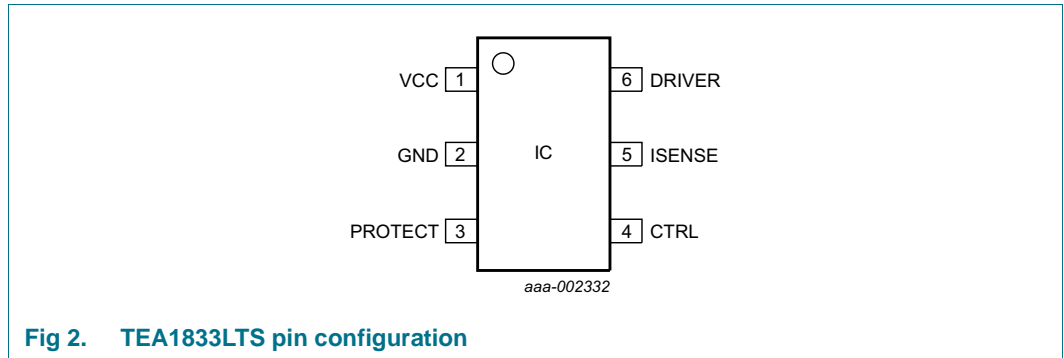 VCC 1 6 DRIVER
GND 2 IC 5 ISENSE
PROTECT 3 4 CTRL
aaa-002332
Fig 2. TEA1833LTS pin configuration